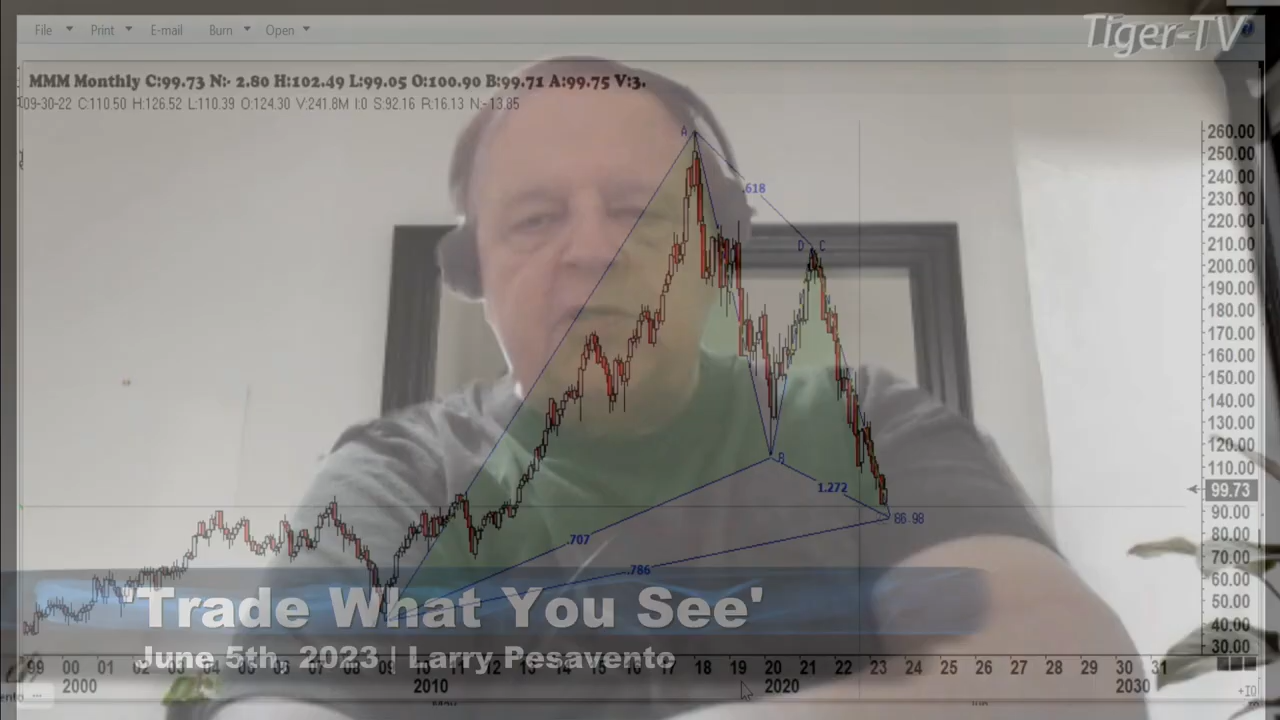 File Print E-mail Burn Open
Tiger-TV
MMM Monthly C:99.73 N:- 2.80 H:102.49 L:99.05 O:100.90 B:99.71 A:99.75 V:3.
09-30-22 C:110.50 H:126.52 L:110.39 O:124.30 V:241.8M I:0 S:92.16 R:16.13 N:-13.85
A
260.00
250.00
240.00
.618
230.00
220.00
D C
210.00
200.00
190.00
180.00
170.00
160.00
150.00
140.00
130.00
120.00
B
110.00
1.272
99.73
90.00
86.98
80.00
.707
70.00
.786
60.00
50.00
40.00
30.00
'Trade What You See'
June 5th, 2023 | Larry Pesavento
99 00 01 02 03 04 05 06 07 08 09 10 11 12 13 14 15 16 17 18 19 20 21 22 23 24 25 26 27 28 29 30 31
2000 2010 2020 2030
+10